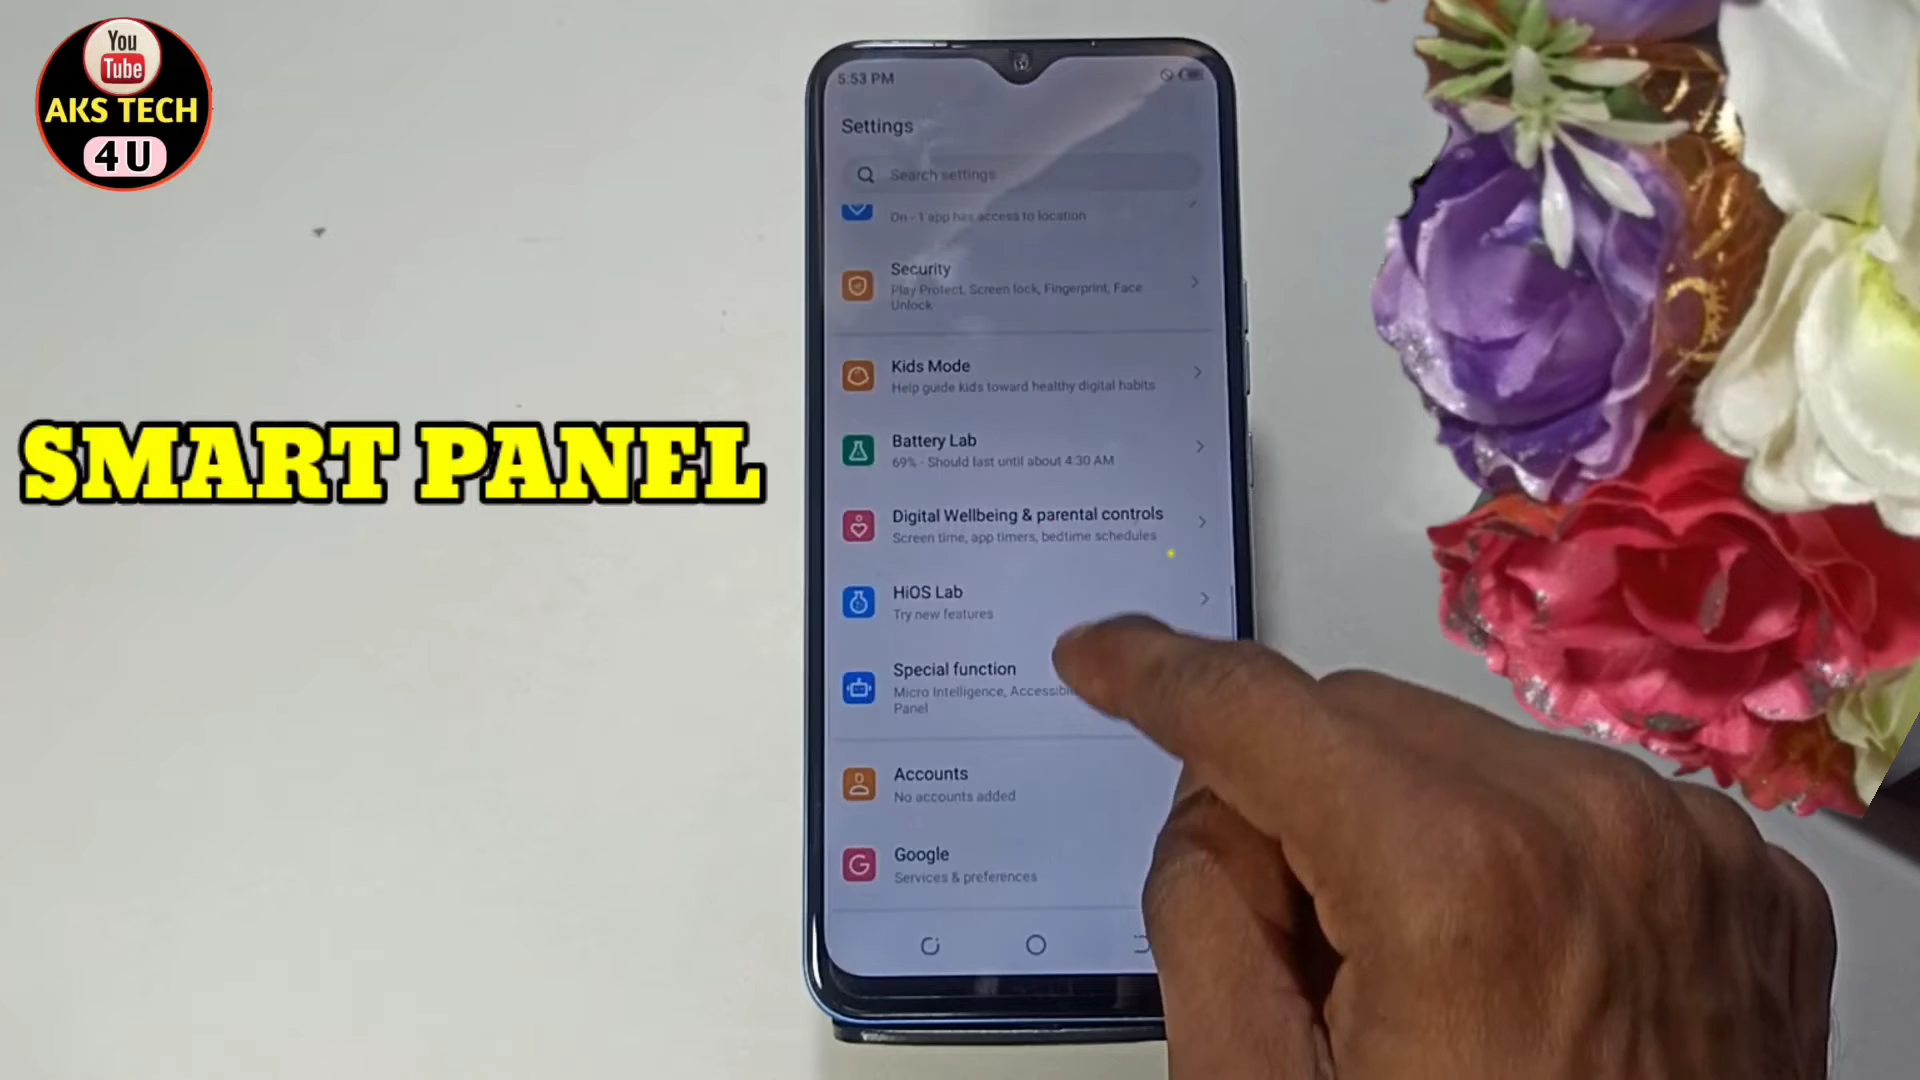 You
Tube
AKS TECH
4 U
SMART PANEL
5:53 PM
Settings
Search settings
On - 1 app has access to location
Security
Play Protect, Screen lock, Fingerprint, Face
Unlock
Kids Mode
Help guide kids toward healthy digital habits
Battery Lab
69% - Should last until about 4:30 AM
Digital Wellbeing & parental controls
Screen time, app timers, bedtime schedules
HiOS Lab
Try new features
Special function
Micro Intelligence,
Panel
Accounts
No accounts added
Google
Services & preferences